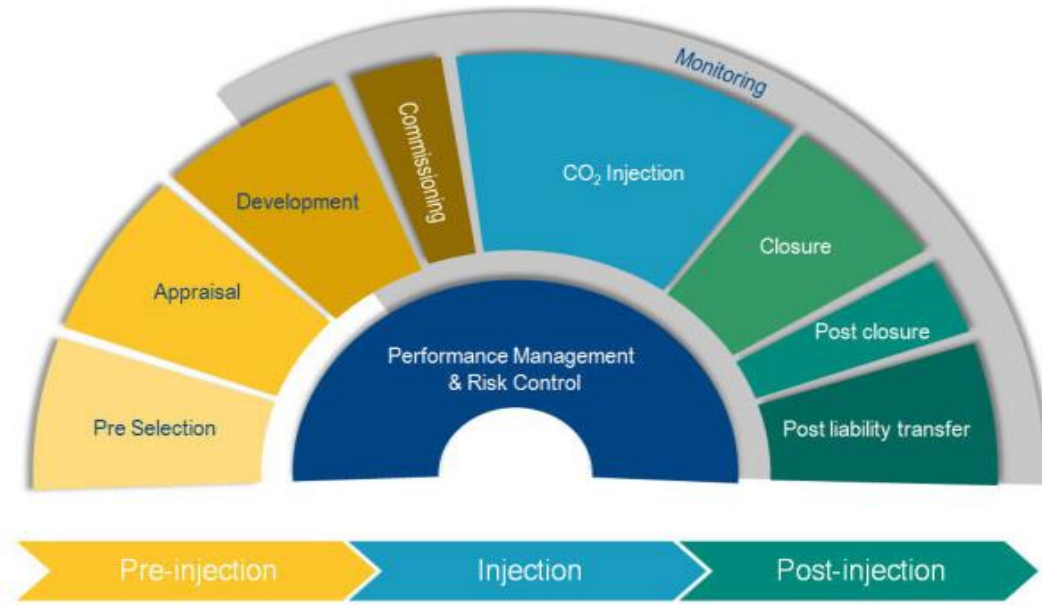 Monitoring
Commissioning
CO₂ Injection
Development
Closure
Appraisal
Post closure
Performance Management
& Risk Control
Pre Selection
Post liability transfer
Pre-injection
Injection
Post-injection